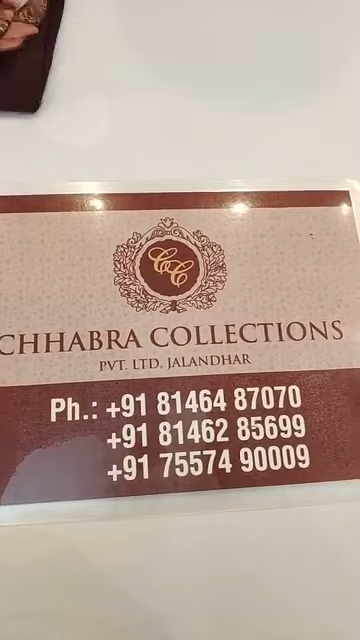 CC
CHHABRA COLLECTIONS
PVT. LTD. JALANDHAR
Ph.: +91 81464 87070
+91 81462 85699
+91 75574 90009